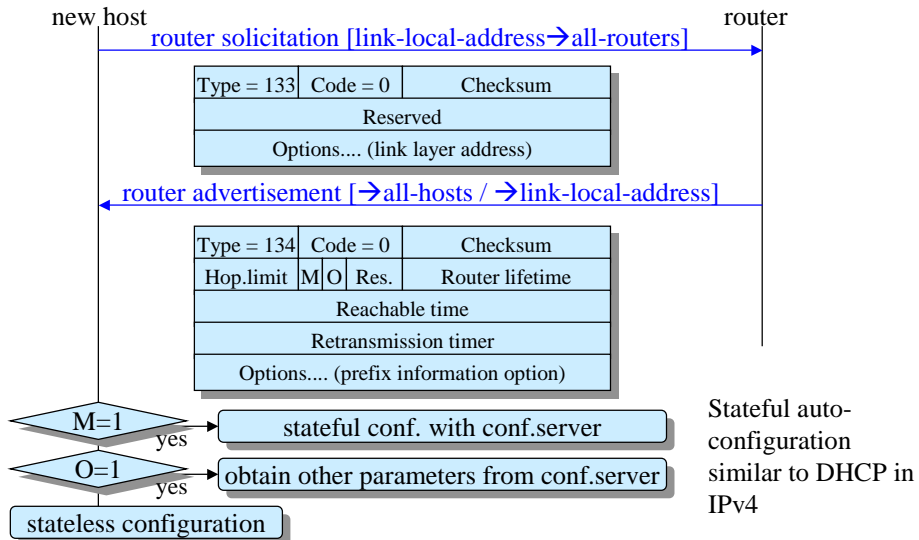 new host router
router solicitation [link-local-address→all-routers]
Type = 133 Code = 0 Checksum
Reserved
Options.... (link layer address)
router advertisement [→all-hosts / →link-local-address]
Type = 134 Code = 0 Checksum
Hop.limit M O Res. Router lifetime
Reachable time
Retransmission timer
Options.... (prefix information option)
M=1
yes
stateful conf. with conf.server
O=1
yes
obtain other parameters from conf.server
stateless configuration
Stateful auto-
configuration
similar to DHCP in
IPv4